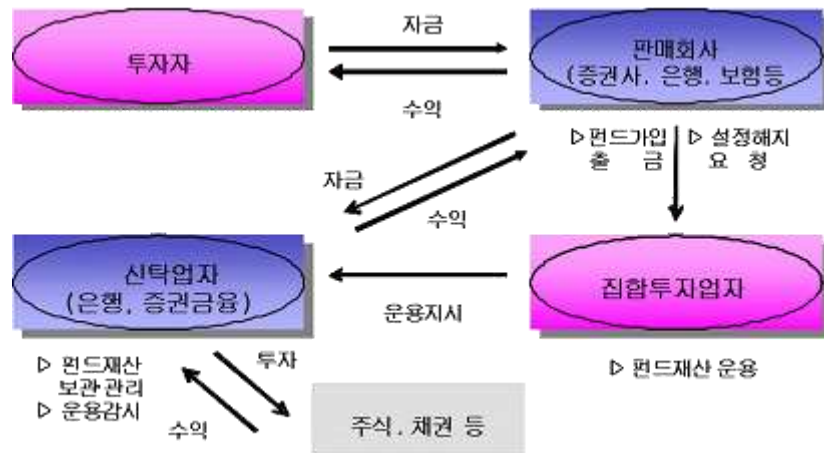 자금
투자자
판매회사
(증권사, 은행, 보험등
수익
▷펀드가입
출 금
▷설정해지
요 청
자금
수익
신탁업자
(은행, 증권금융)
집합투자업자
운용지시
▷ 펀드재산
보관·관리
▷ 운용감시
투자
수익
▷ 펀드재산 운용
주식, 채권 등